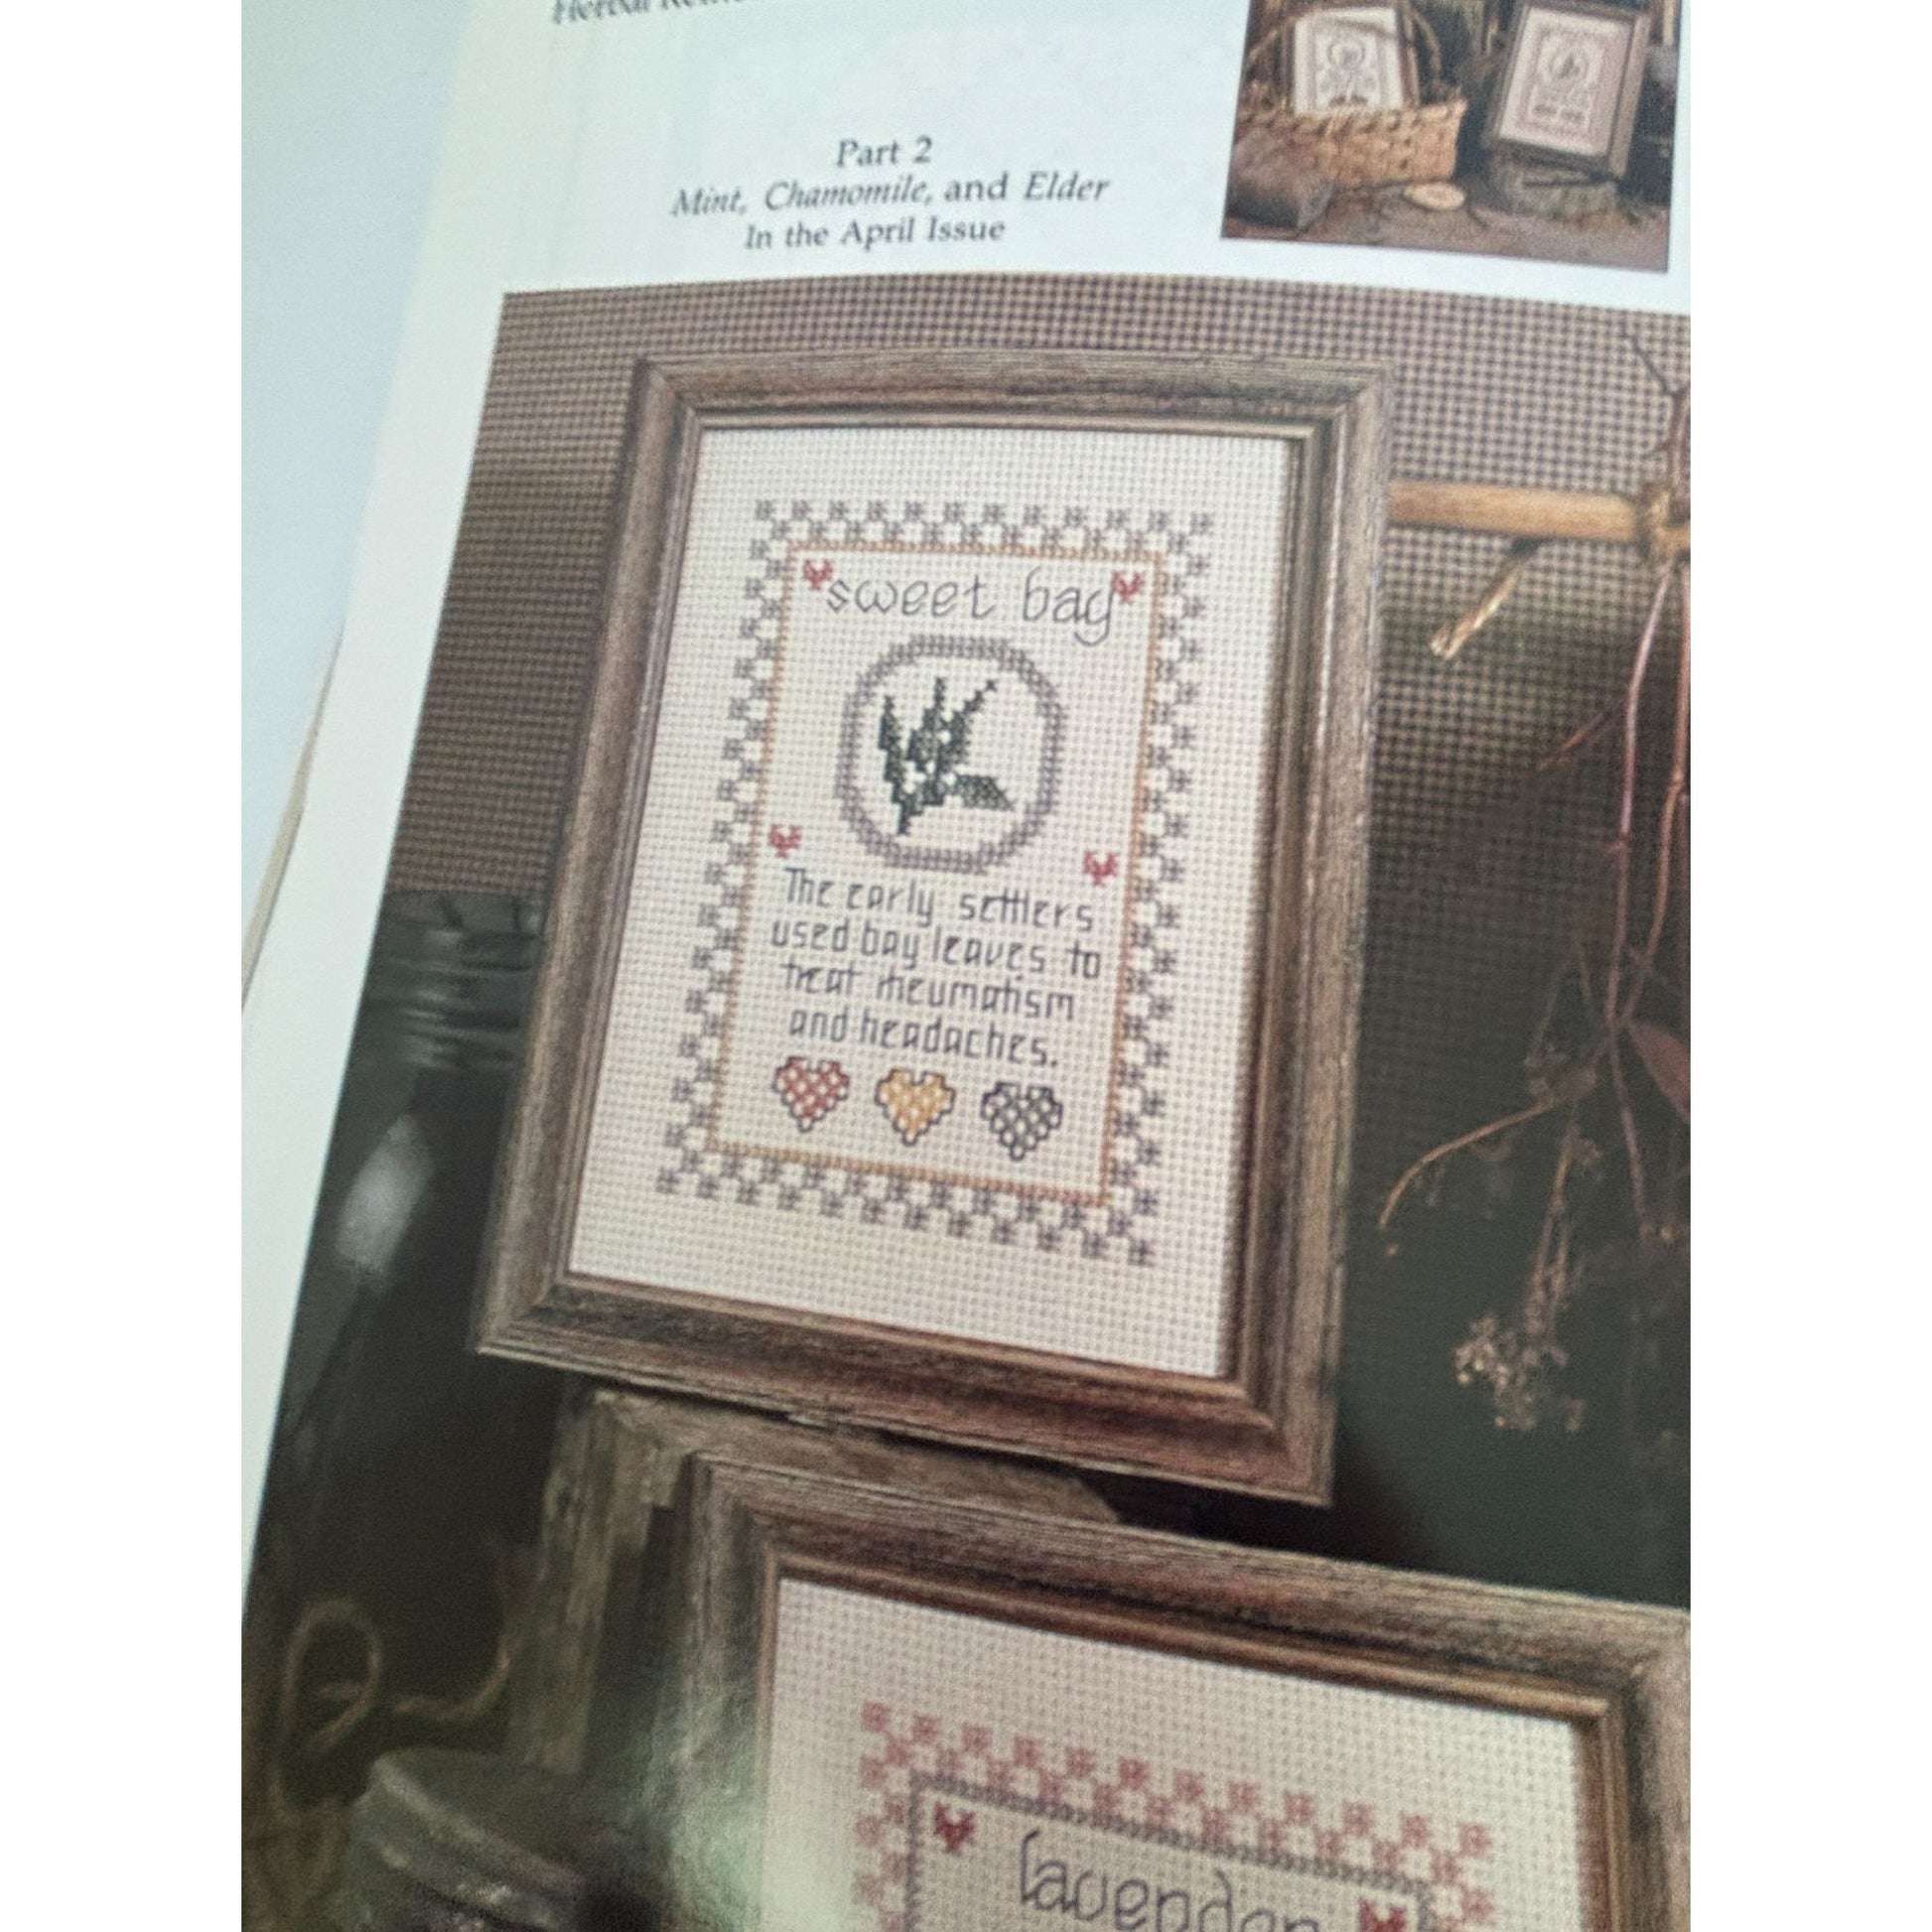 Herbal
Part 2
Mint, Chamomile, and Elder
In the April Issue
sweet bay
The early settlers
used bay leaves to
treat rheumatism
and headaches.
lavender